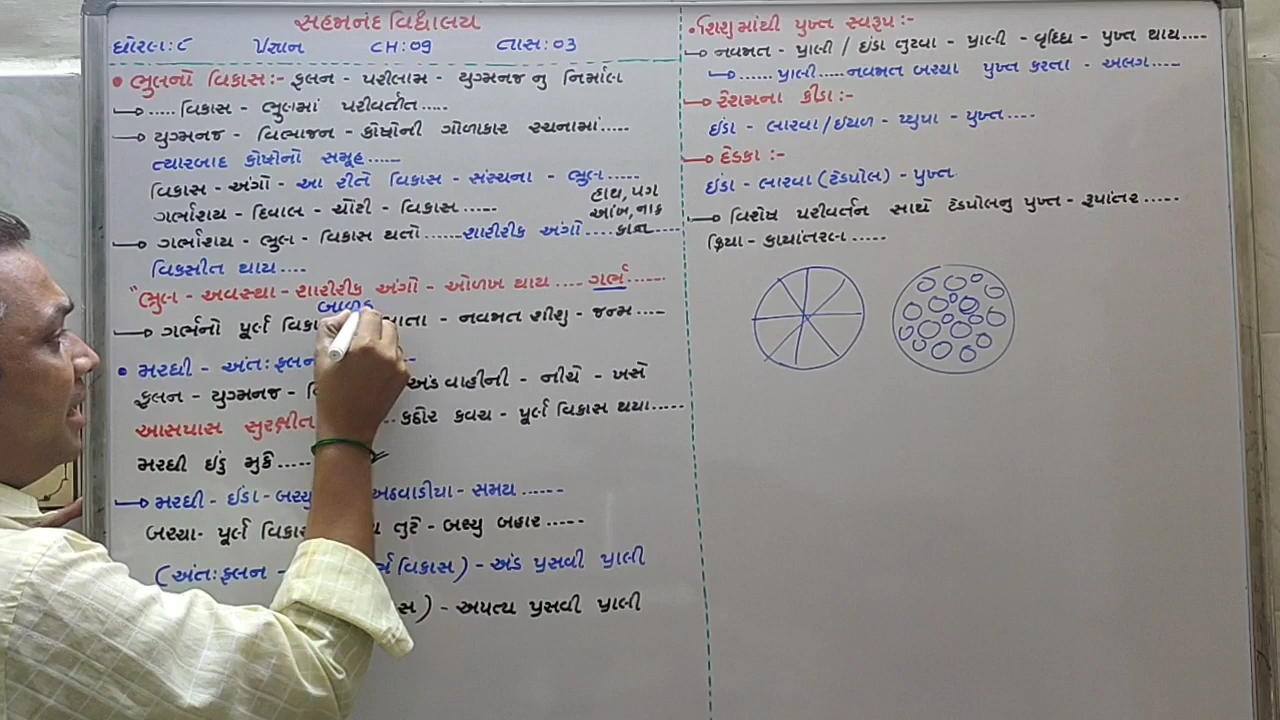 સહજાનંદ વિદ્યાલય
ધોરણ: ૮ વિજ્ઞાન CH: 09 તાસ: ૦૩
• ભ્રુણનો વિકાસ :- ફલન - પરીણામ - યુગ્મનજ નુ નિર્માણ
→ ..... વિકાસ - ભ્રુણમાં પરીવર્તીત .....
→ યુગ્મનજ - વિભાજન - કોષોની ગોળાકાર રચનામાં.....
ત્યારબાદ કોષોનો સમૂહ ......
વિકાસ - અંગો - આ રીતે વિકાસ - સંરચના - ભ્રુણ .....
હાથ, પગ
ગર્ભાશય - દિવાલ - ચોટી - વિકાસ .....
આંખ, નાક
→ ગર્ભાશય - ભ્રુણ - વિકાસ થતો ...... શારીરીક અંગો .... કાન ....
વિકસીત થાય ....
"ભ્રુણ - અવસ્થા - શારીરીક અંગો - ઓળખ થાય .... ગર્ભ ......
બાળક
→ ગર્ભનો પૂર્ણ માતા - નવજાત શીશુ - જન્મ ....
• મરઘી - અંત: ફલન
ફલન - યુગ્મનજ - અંડ વાહીની - નીચે - ખસે
આસપાસ સુરક્ષીત .. કઠોર કવચ - પૂર્ણ વિકાસ થયા .....
મરઘી ઈંડુ મુકે .....
→ મરઘી - ઈંડા - અઠવાડીયા - સમય ......
બચ્ચા - પૂર્ણ તુટે - બચ્ચુ બહાર .....
(અંત: ફલન - વિકાસ) - અંડ પ્રસવી પ્રાણી
) - અપત્ય પ્રસવી પ્રાણી
• શિશુમાંથી પુખ્ત સ્વરૂપ :-
→ નવજાત - પ્રાણી / ઈંડા તુટવા - પ્રાણી - વૃધ્ધિ - પુખ્ત થાય ....
→ ...... પ્રાણી ..... નવજાત બચ્ચા પુખ્ત કરતા - અલગ ....
→ રેશમના કીડા :-
ઈંડા - લારવા / ઈયળ - પ્યુપા - પુખ્ત ....
→ દેડકા :-
ઈંડા - લારવા (ટેડપોલ) - પુખ્ત
→ વિશેષ પરીવર્તન સાથે ટેડપોલનુ પુખ્ત - રૂપાંતર .....
ક્રિયા - કાયાંતરણ .....